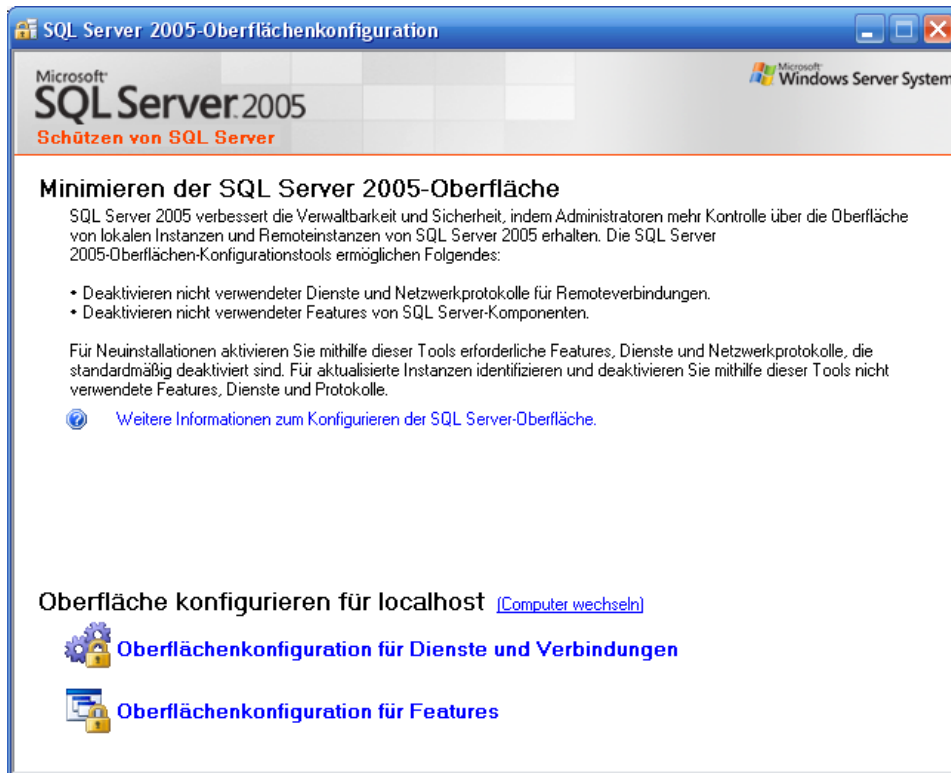 SQL Server 2005-Oberflächenkonfiguration
Microsoft
SQL Server 2005
Microsoft
Windows Server System
Schützen von SQL Server
Minimieren der SQL Server 2005-Oberfläche
SQL Server 2005 verbessert die Verwaltbarkeit und Sicherheit, indem Administratoren mehr Kontrolle über die Oberfläche
von lokalen Instanzen und Remoteinstanzen von SQL Server 2005 erhalten. Die SQL Server
2005-Oberflächen-Konfigurationstools ermöglichen Folgendes:
• Deaktivieren nicht verwendeter Dienste und Netzwerkprotokolle für Remoteverbindungen.
• Deaktivieren nicht verwendeter Features von SQL Server-Komponenten.
Für Neuinstallationen aktivieren Sie mithilfe dieser Tools erforderliche Features, Dienste und Netzwerkprotokolle, die
standardmäßig deaktiviert sind. Für aktualisierte Instanzen identifizieren und deaktivieren Sie mithilfe dieser Tools nicht
verwendete Features, Dienste und Protokolle.
Weitere Informationen zum Konfigurieren der SQL Server-Oberfläche.
Oberfläche konfigurieren für localhost (Computer wechseln)
Oberflächenkonfiguration für Dienste und Verbindungen
Oberflächenkonfiguration für Features